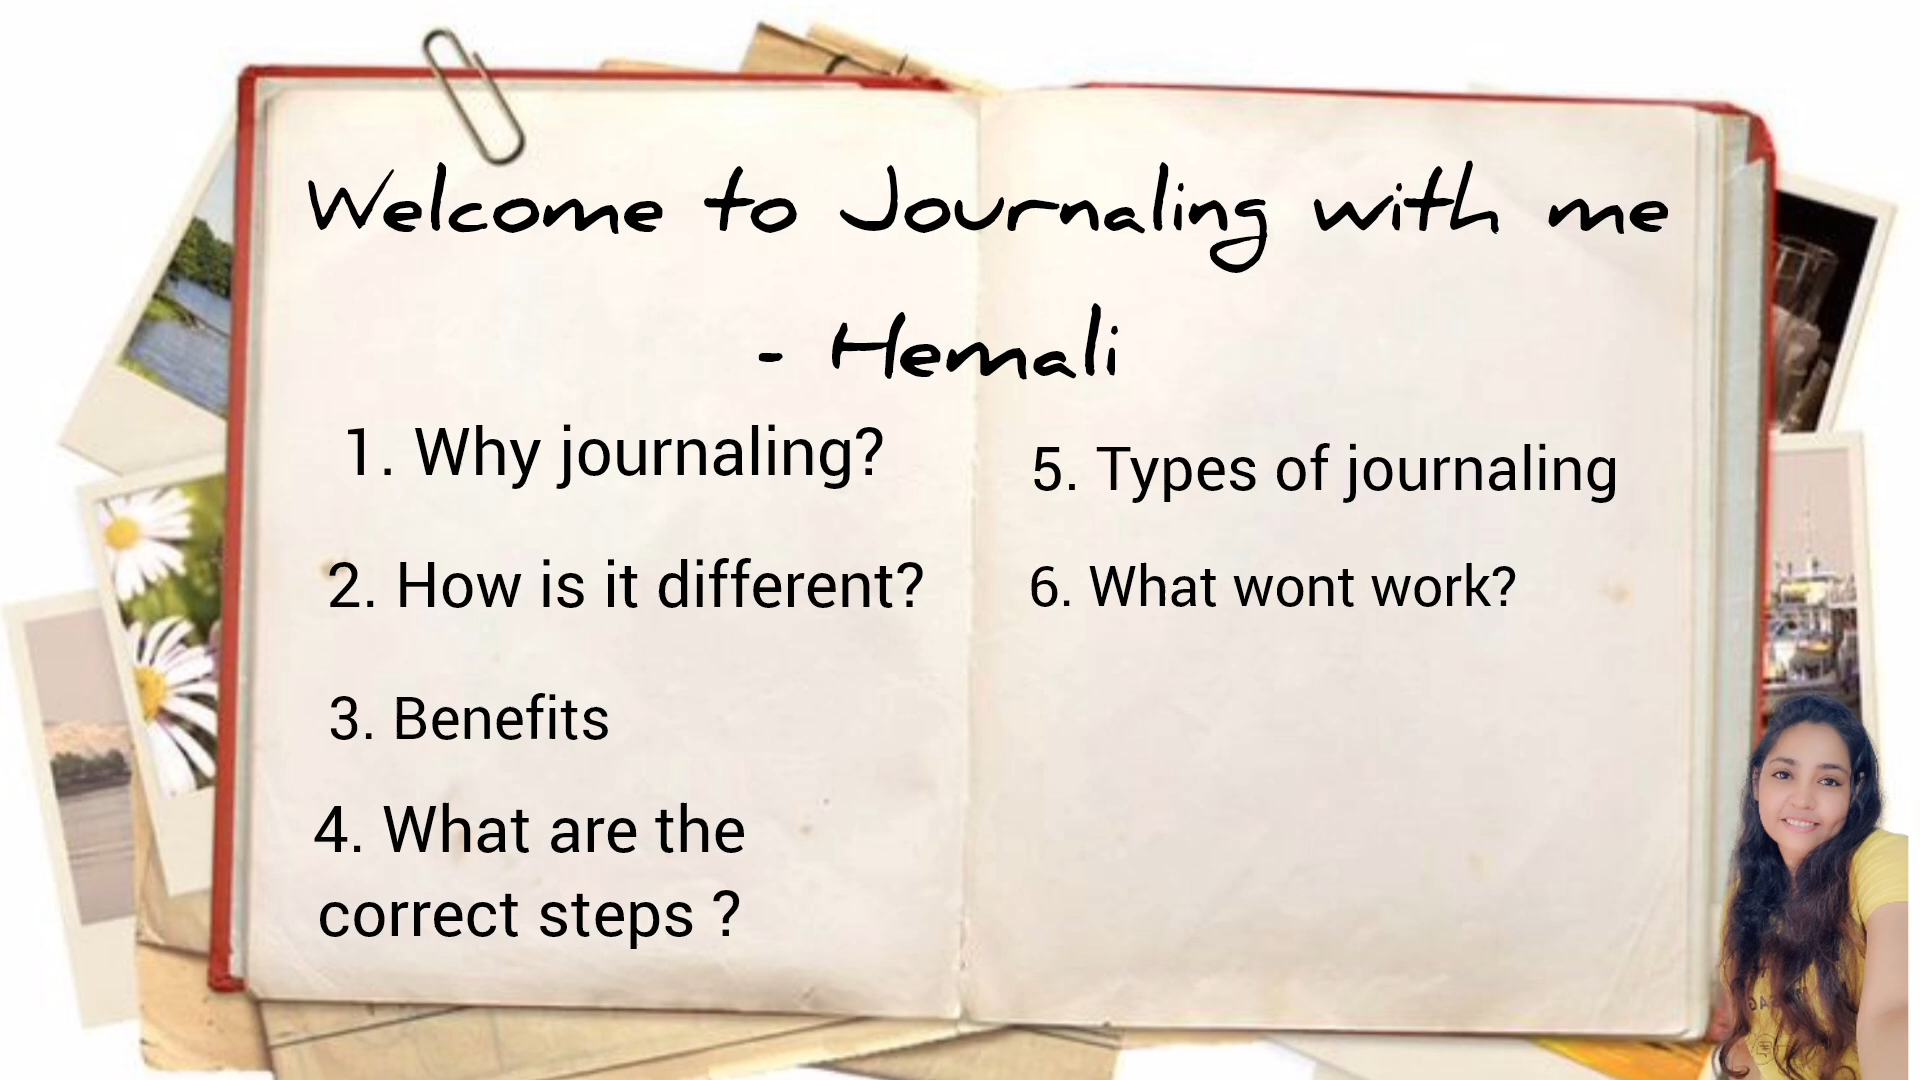 Welcome to Journaling with me
- Hemali
1. Why journaling?
2. How is it different?
3. Benefits
4. What are the
correct steps ?
5. Types of journaling
6. What wont work?